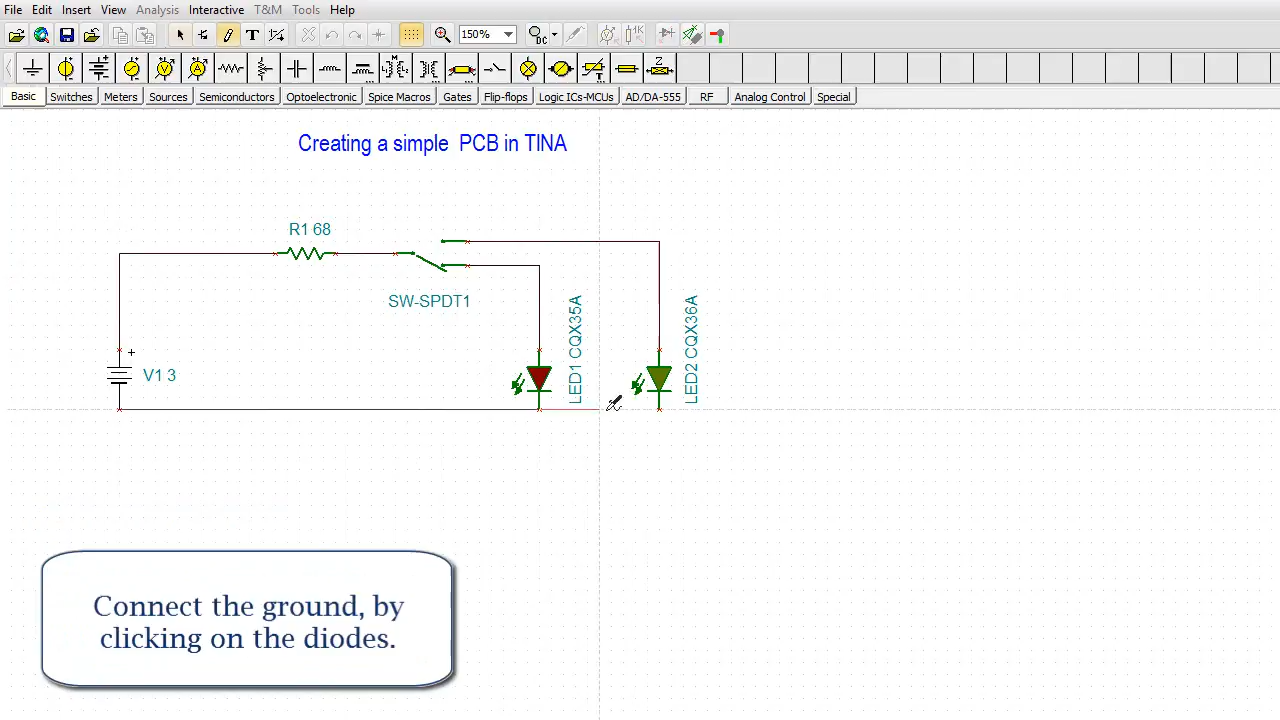 File Edit Insert View Analysis Interactive T&M Tools Help
150% DC
Basic Switches Meters Sources Semiconductors Optoelectronic Spice Macros Gates Flip-flops Logic ICs-MCUs AD/DA-555 RF Analog Control Special
Creating a simple PCB in TINA
R1 68
SW-SPDT1
LED1 CQX35A
LED2 CQX36A
+
V1 3
Connect the ground, by
clicking on the diodes.